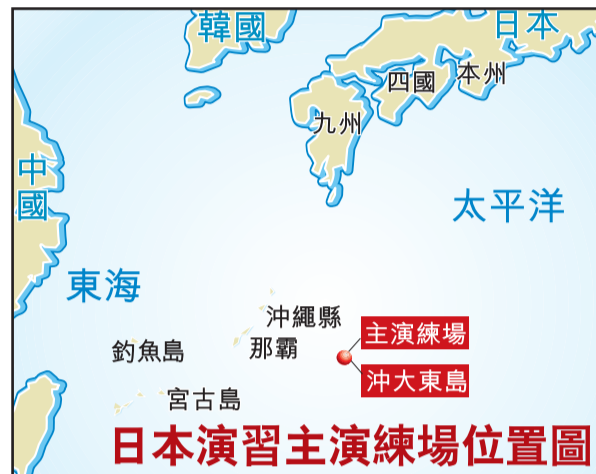 韓國
日本
四國
本州
九州
中國
太平洋
東海
沖繩縣
主演練場
釣魚島
那霸
沖大東島
宮古島
日本演習主演練場位置圖